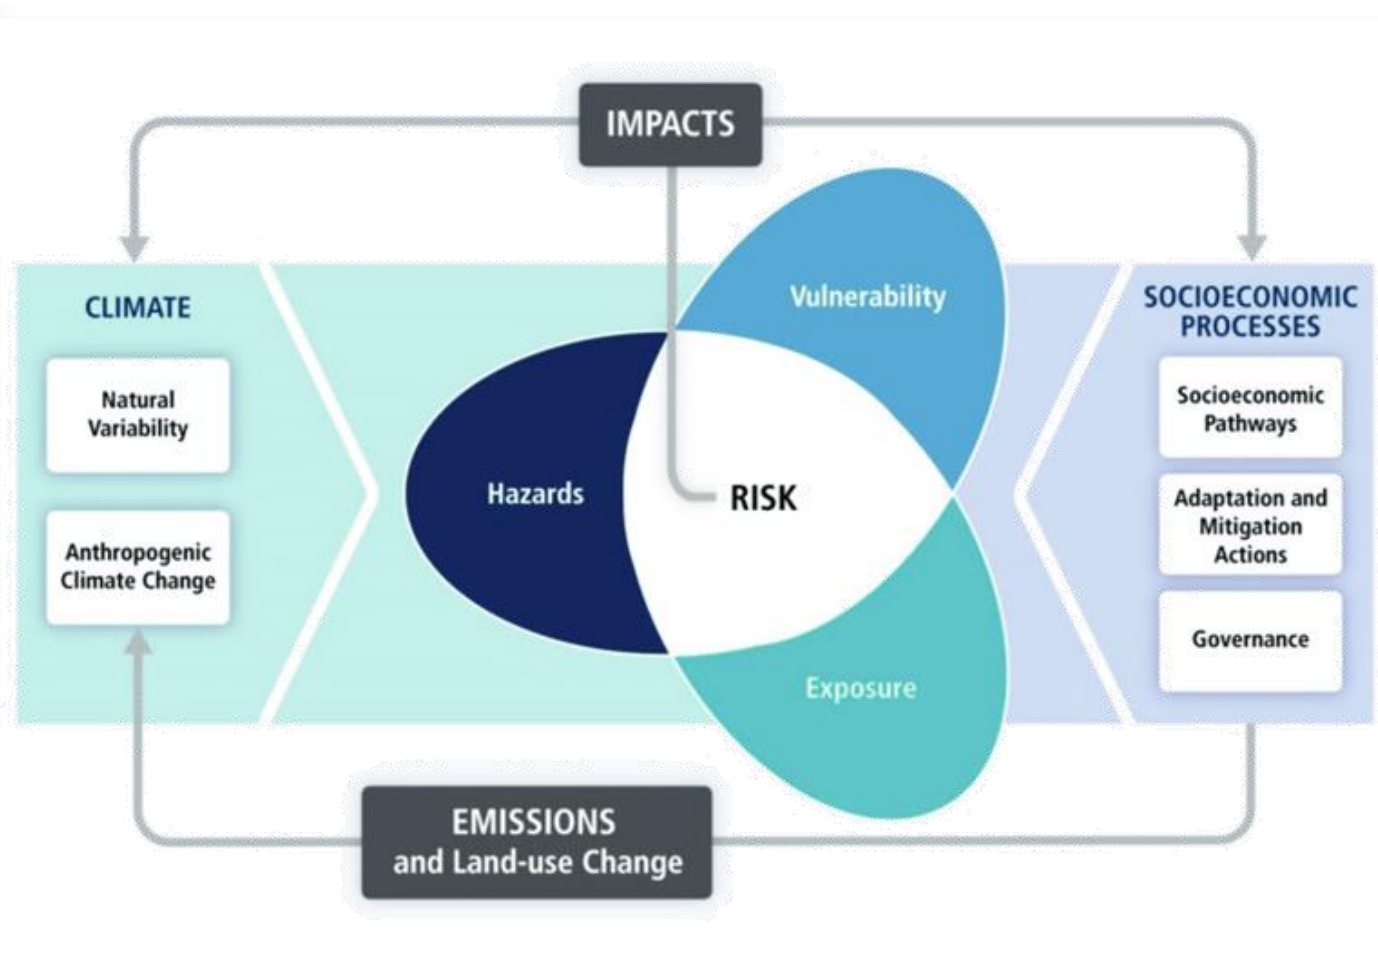 IMPACTS
CLIMATE
Natural
Variability
Anthropogenic
Climate Change
Vulnerability
Hazards
RISK
Exposure
SOCIOECONOMIC
PROCESSES
Socioeconomic
Pathways
Adaptation and
Mitigation
Actions
Governance
EMISSIONS
and Land-use Change